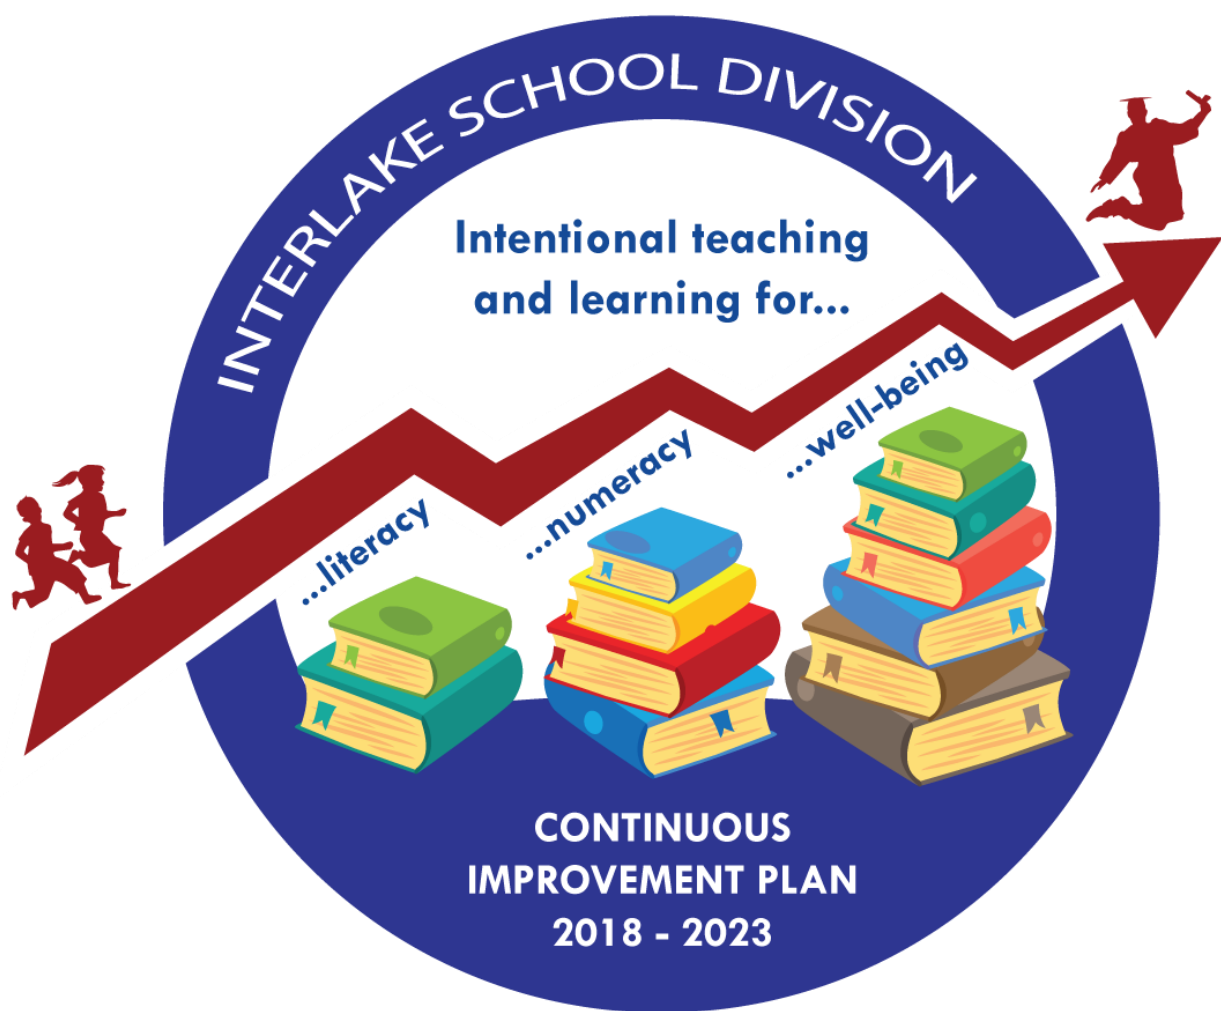 INTERLAKE SCHOOL DIVISION
Intentional teaching
and learning for...
...literacy
...numeracy
...well-being
CONTINUOUS
IMPROVEMENT PLAN
2018 - 2023